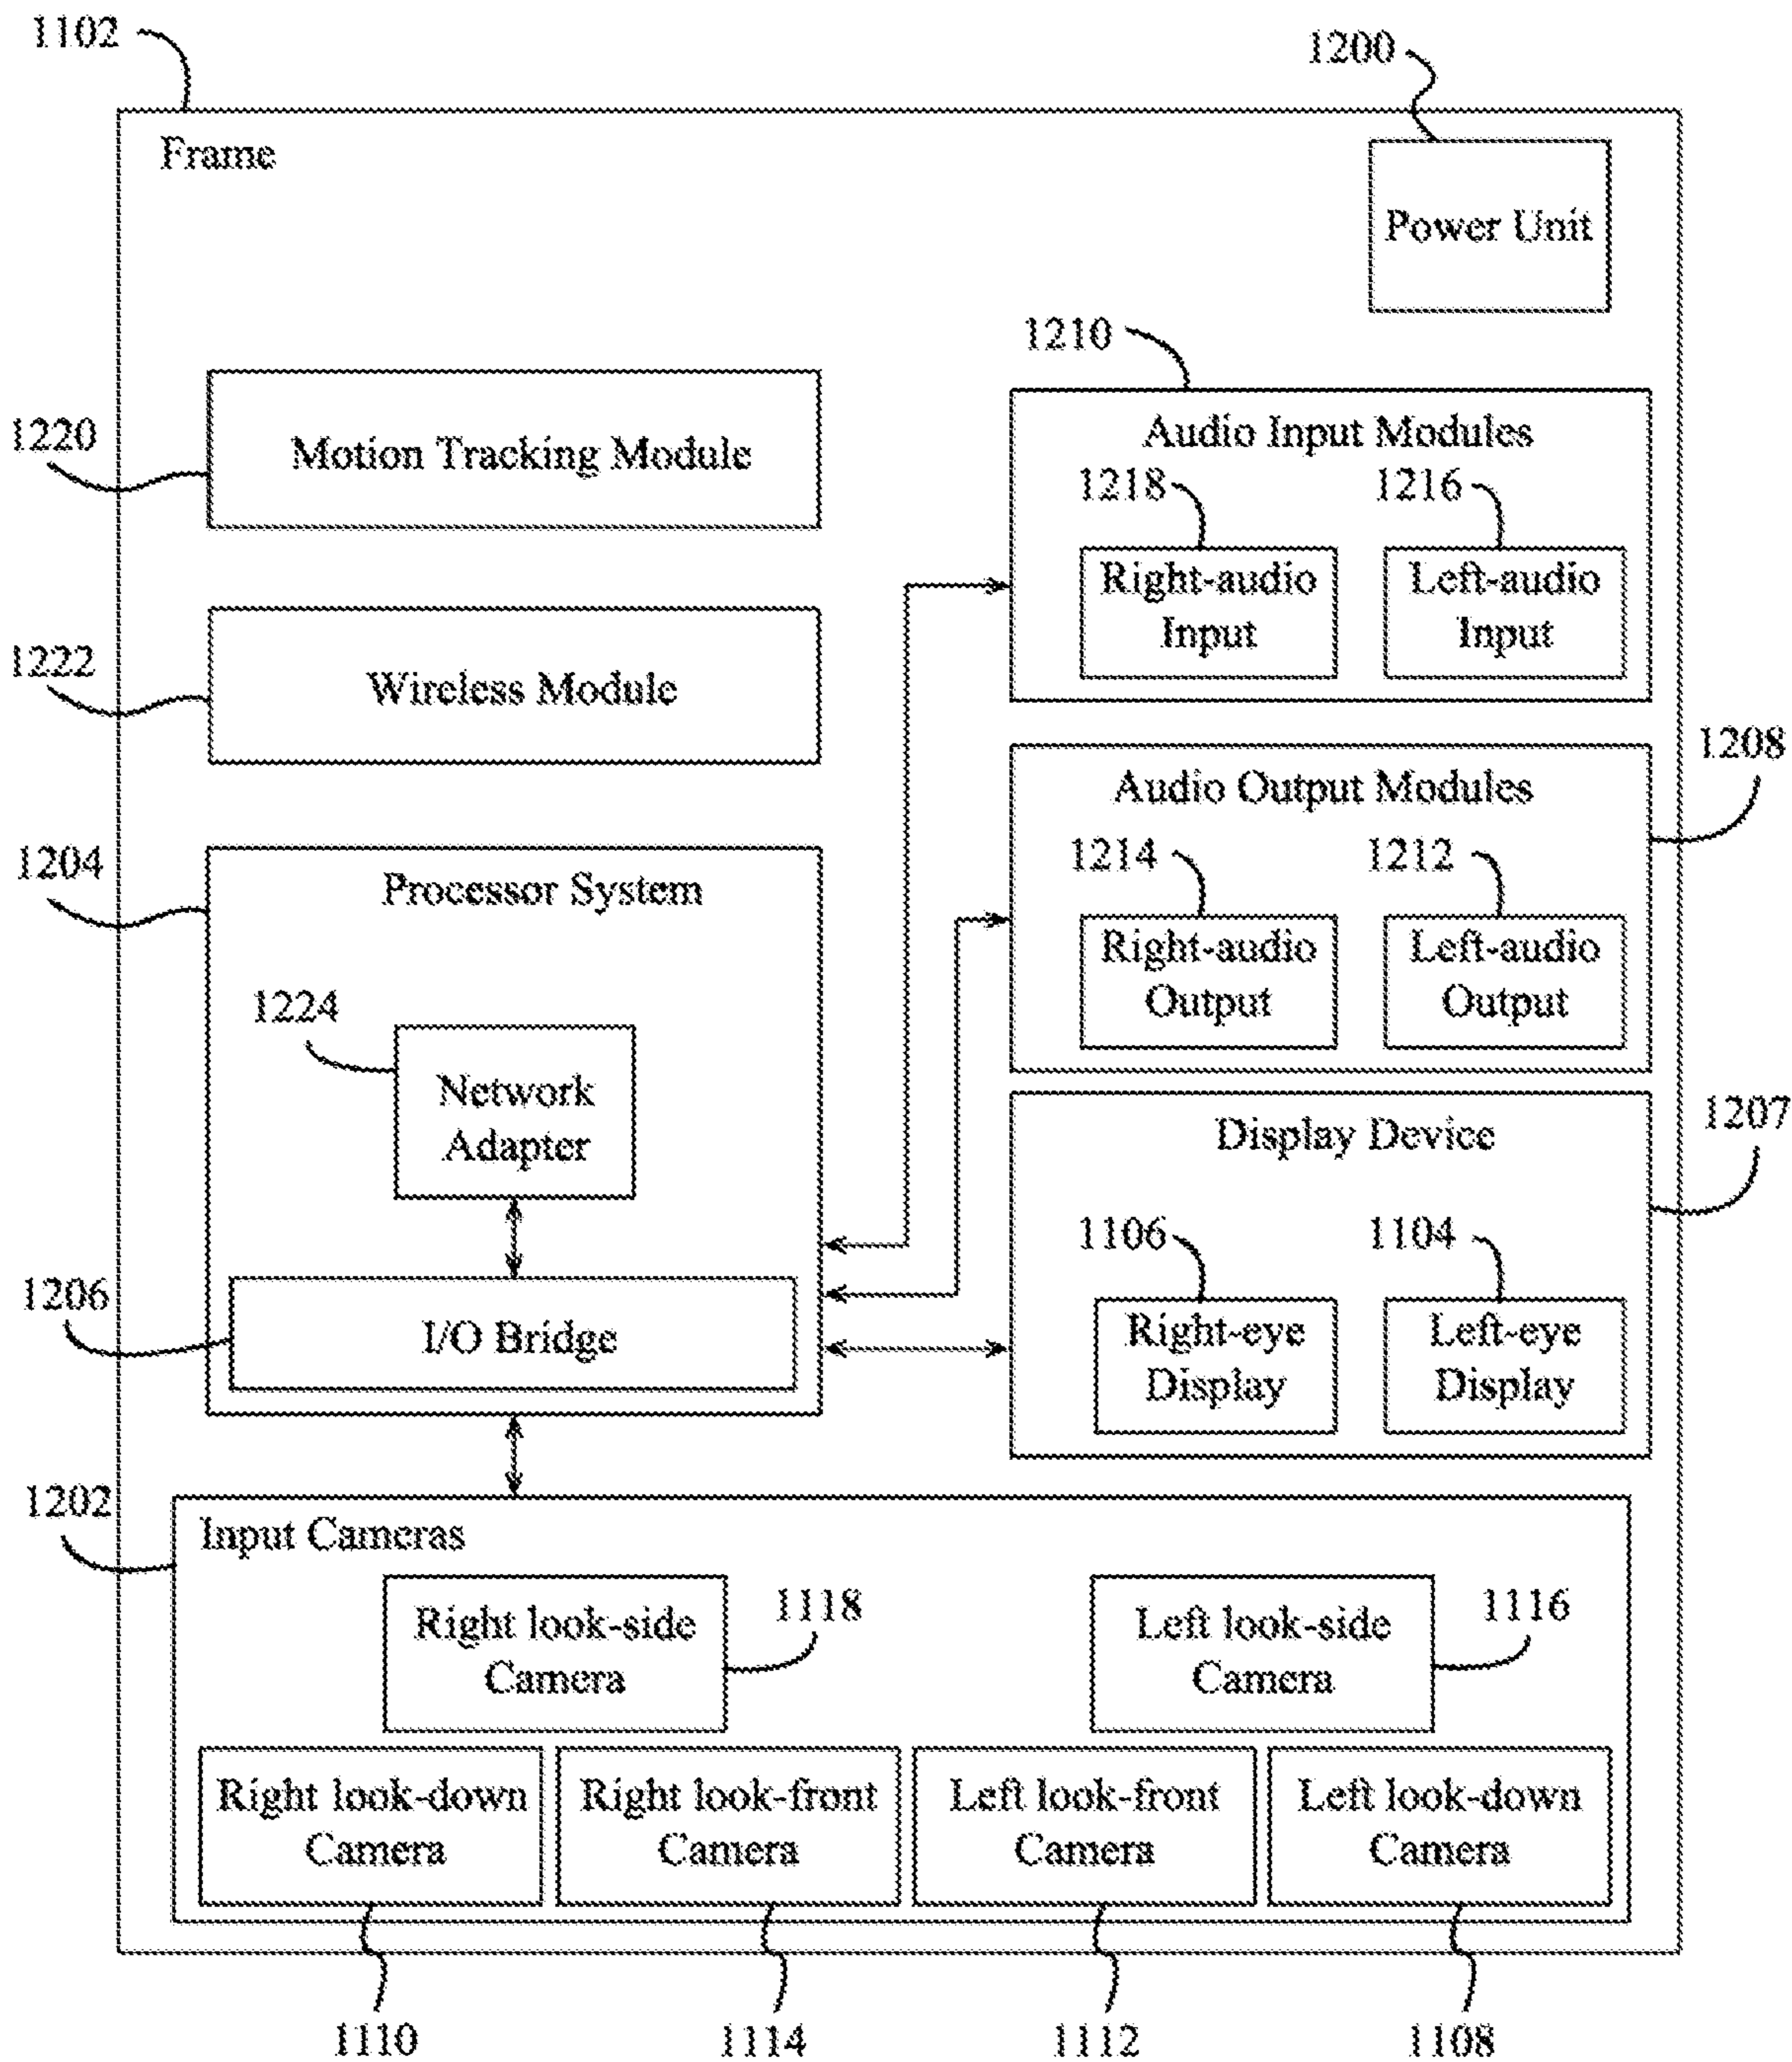 1102
1200
Frame
Power Unit
1210
1220
Motion Tracking Module
Audio Input Modules
1218
1216
Right-audio
Input
Left-audio
Input
1222
Wireless Module
1208
Audio Output Modules
1204
Processor System
1214
1212
Right-audio
Output
Left-audio
Output
1224
Network
Adapter
1207
Display Device
1106
1104
1206
I/O Bridge
Right-eye
Display
Left-eye
Display
1202
Input Cameras
Right look-side
Camera
1118
Left look-side
Camera
1116
Right look-down
Camera
Right look-front
Camera
Left look-front
Camera
Left look-down
Camera
1110
1114
1112
1108